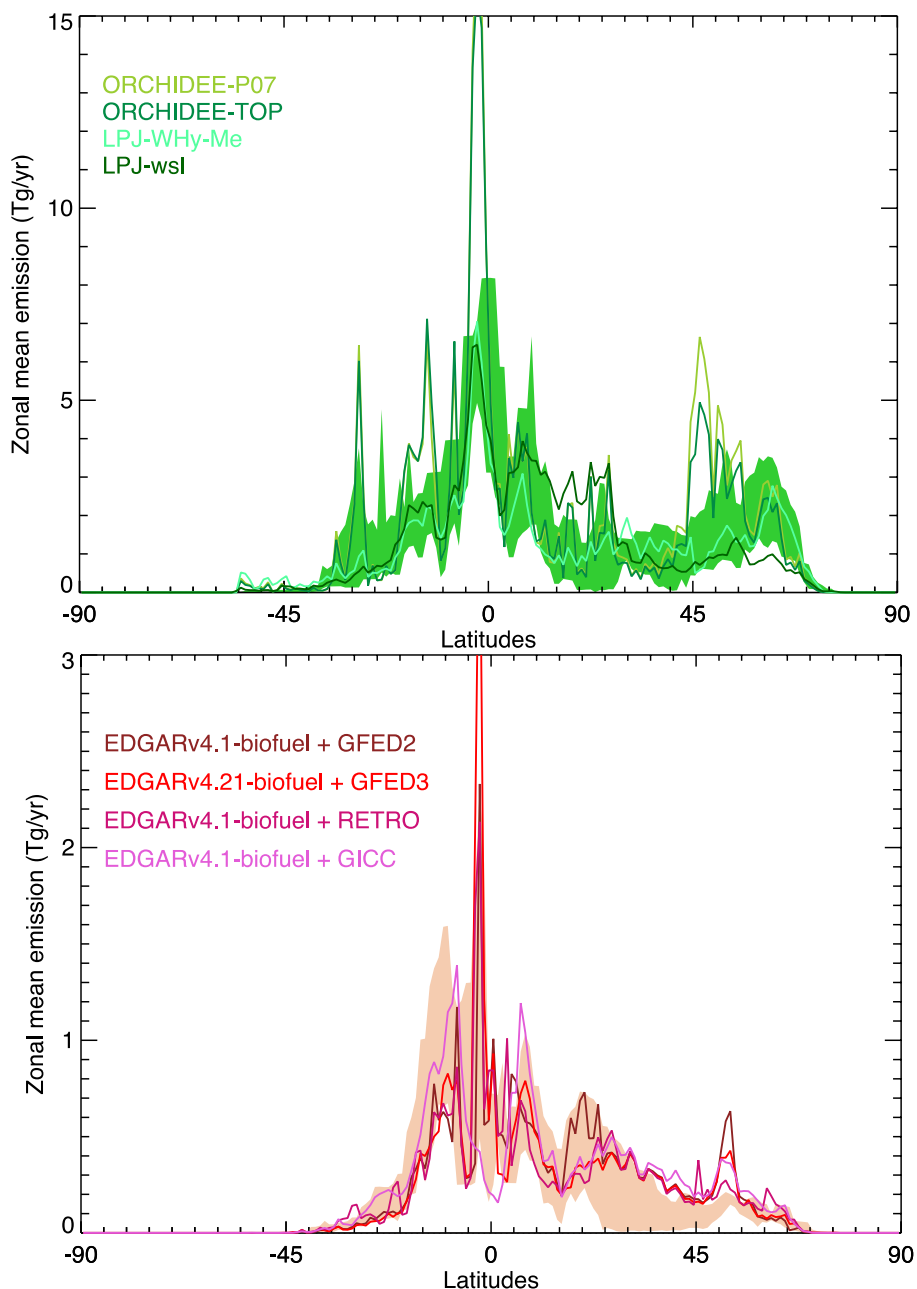 15
ORCHIDEE-P07
ORCHIDEE-TOP
LPJ-WHy-Me
LPJ-wsl
10
Zonal mean emission (Tg/yr)
5
0
-90 -45 0 45 90
Latitudes
3
EDGARv4.1-biofuel + GFED2
EDGARv4.21-biofuel + GFED3
EDGARv4.1-biofuel + RETRO
EDGARv4.1-biofuel + GICC
2
Zonal mean emission (Tg/yr)
1
0
-90 -45 0 45 90
Latitudes